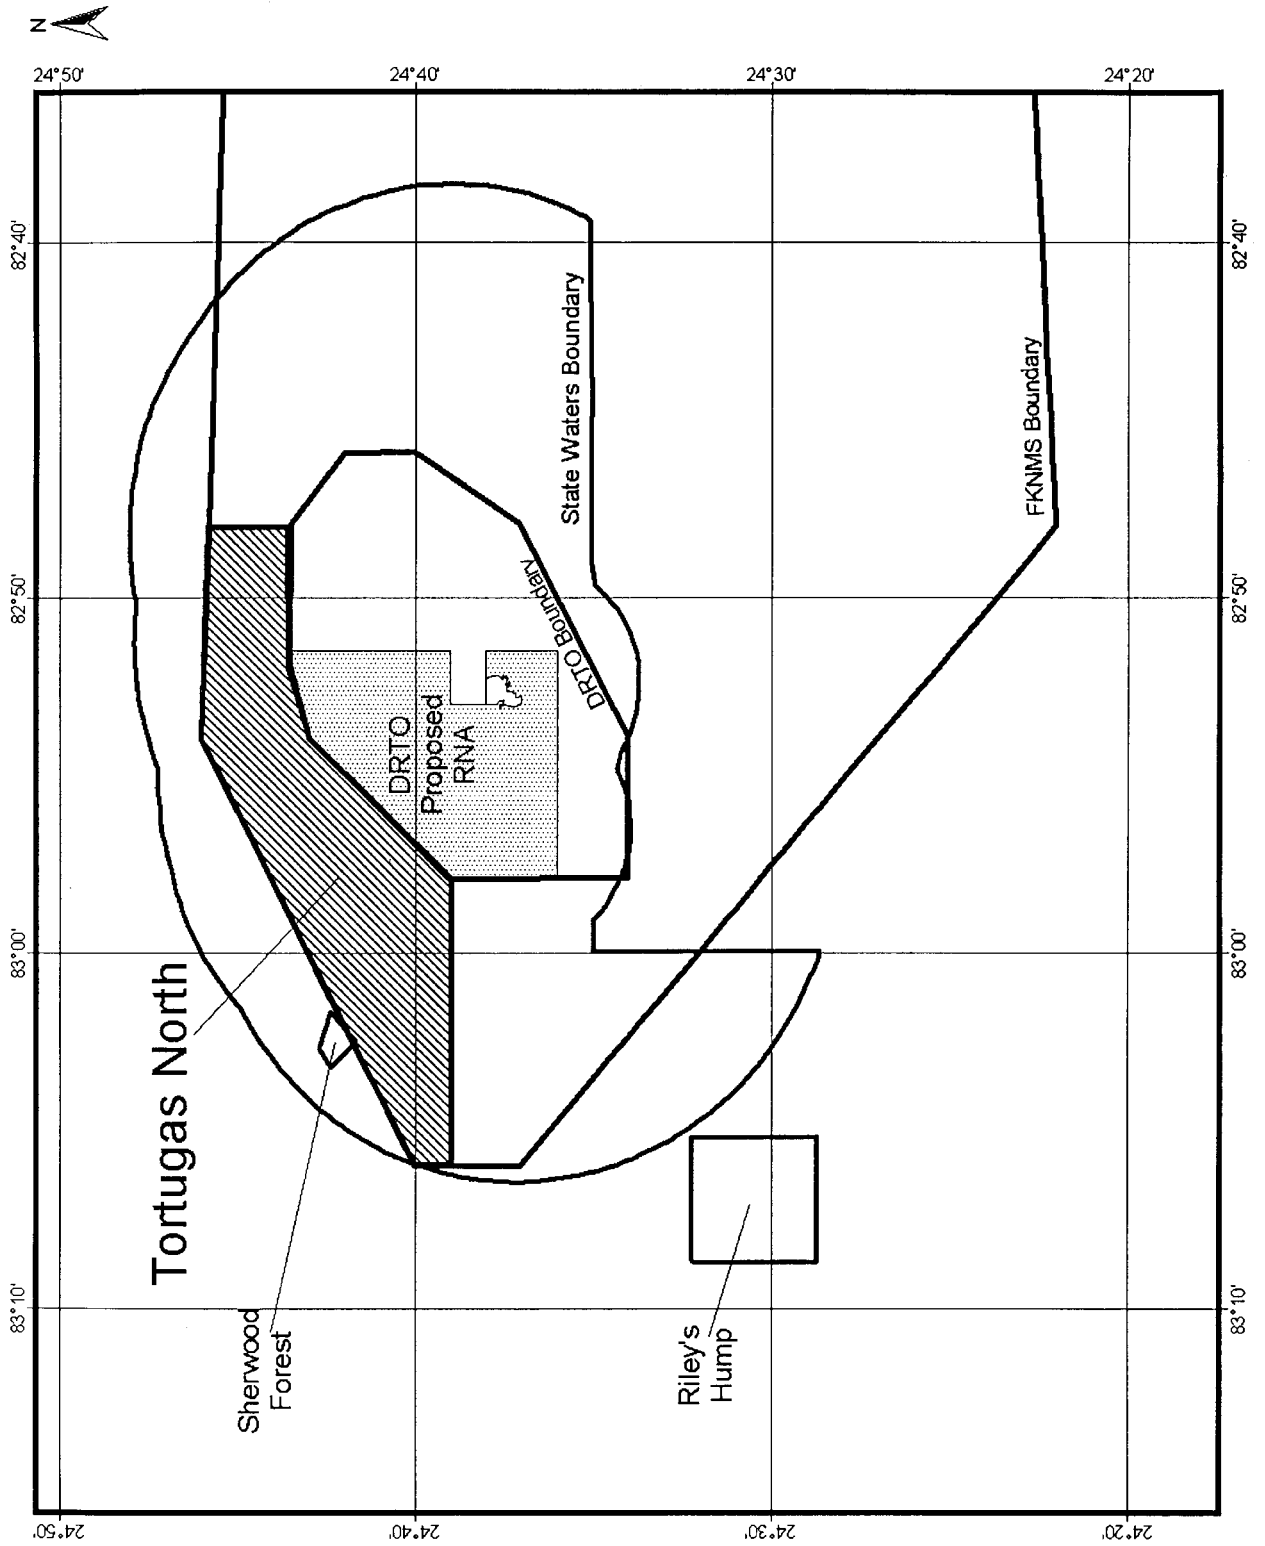 N
24°50'
24°40'
24°30'
24°20'
82°40'
82°40'
State Waters Boundary
FKNMS Boundary
82°50'
82°50'
DRTO Boundary
DRTO
Proposed
RNA
83°00'
83°00'
Tortugas North
83°10'
83°10'
Sherwood
Forest
Riley's
Hump
24°50'
24°40'
24°30'
24°20'